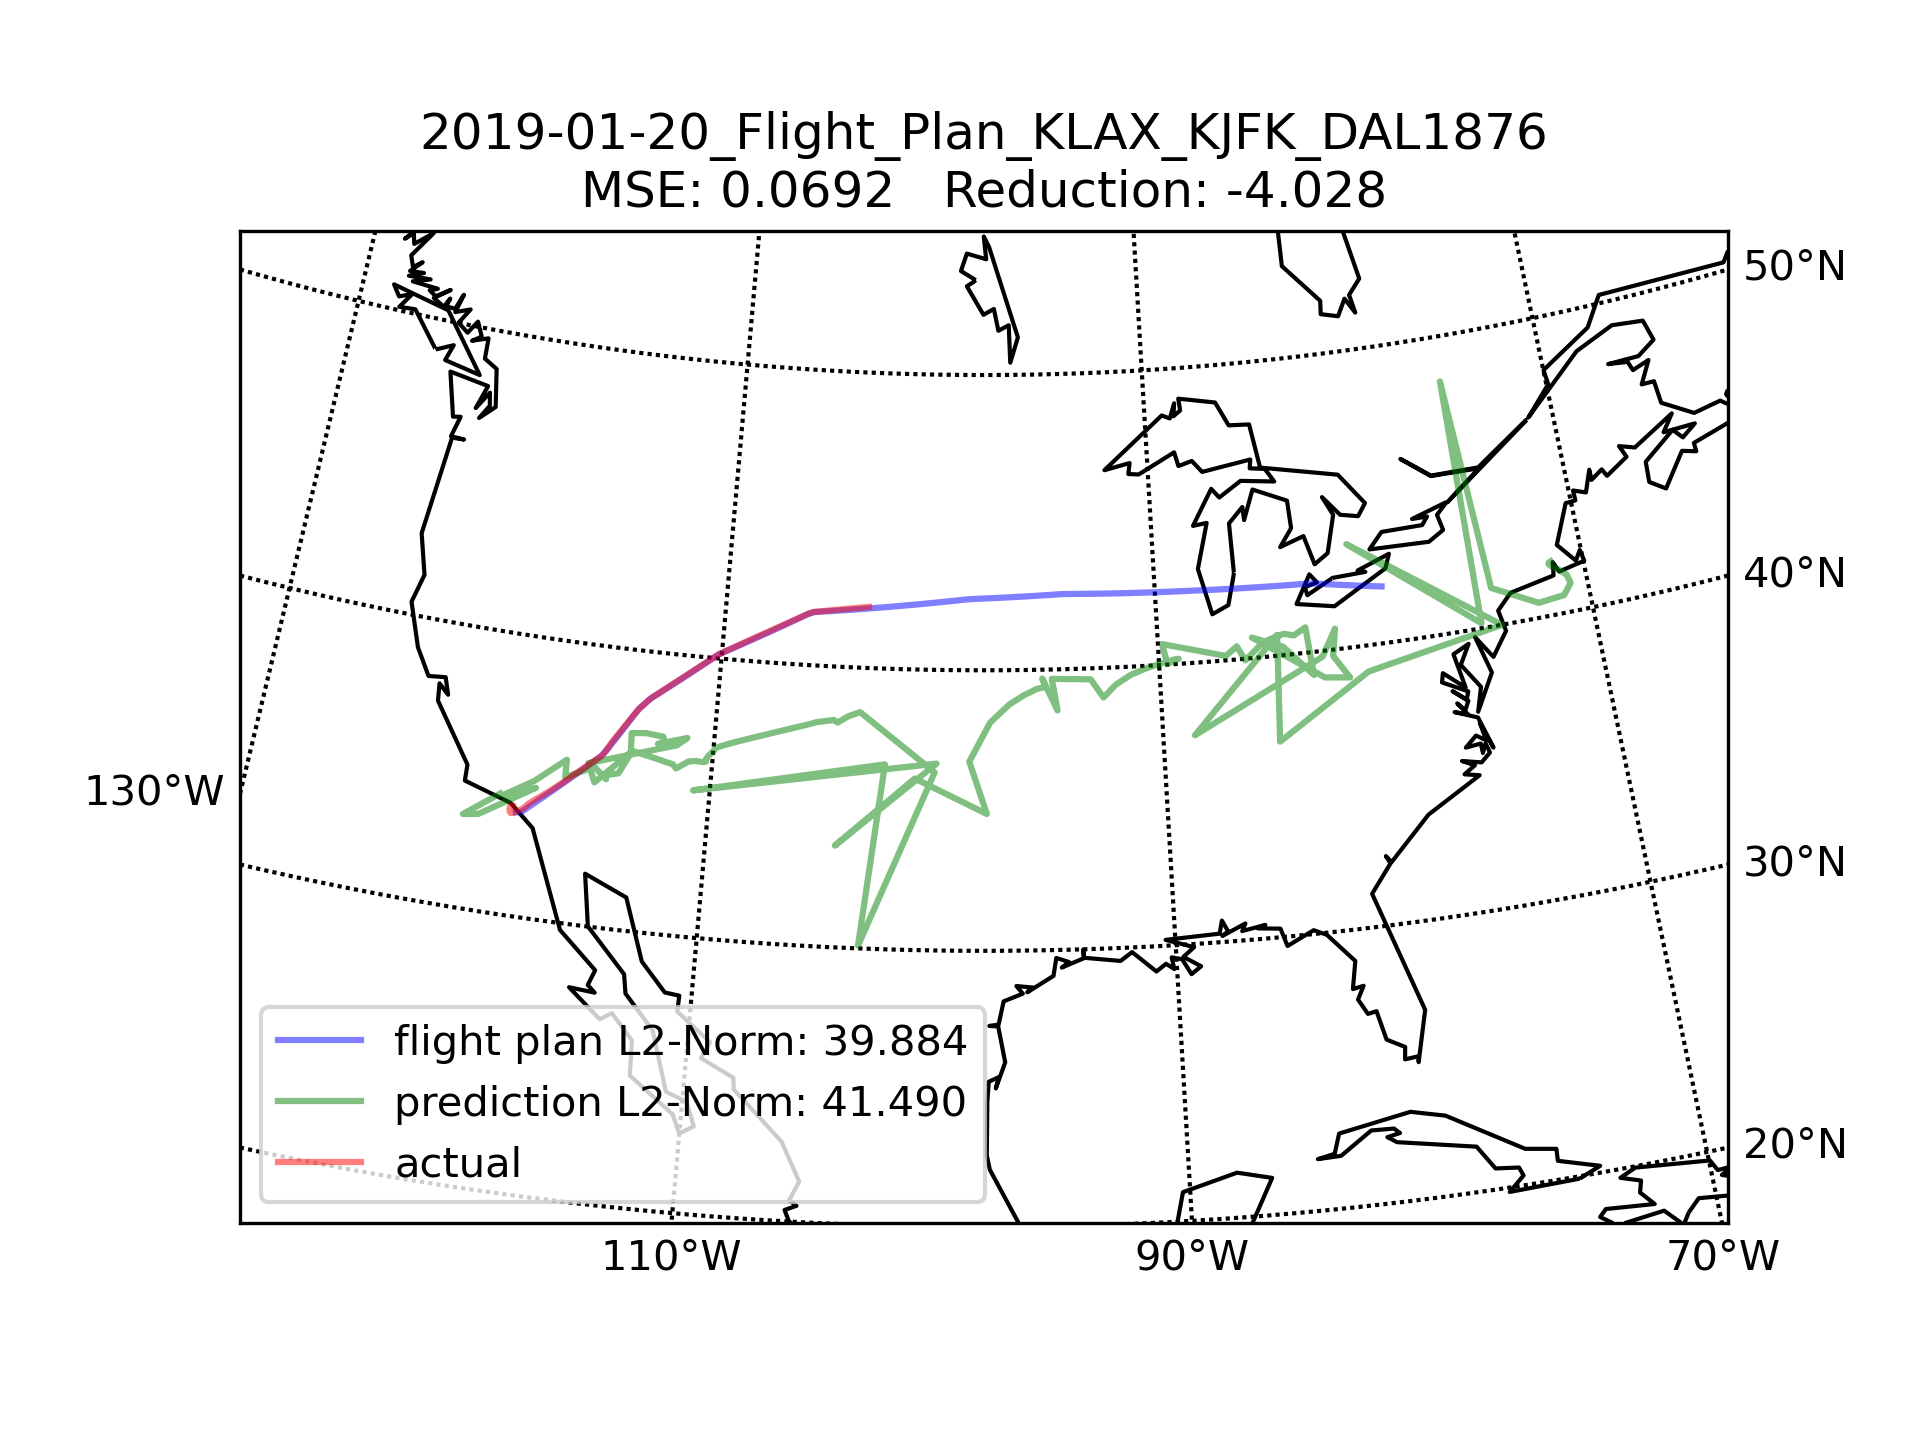 2019-01-20_Flight_Plan_KLAX_KJFK_DAL1876
MSE: 0.0692   Reduction: -4.028
50°N
40°N
130°W
30°N
flight plan L2-Norm: 39.884
prediction L2-Norm: 41.490
20°N
actual
110°W
90°W
70°W